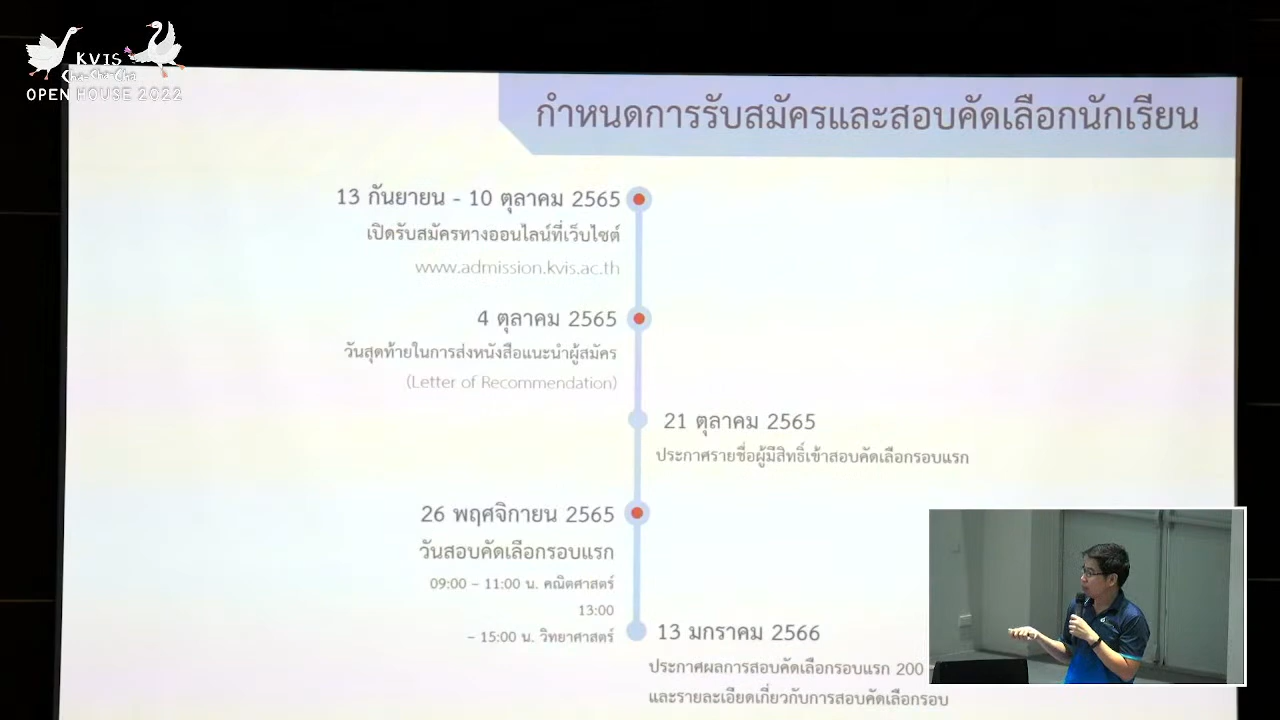 KVIS
Cha-Cha-Cha
OPEN HOUSE 2022
กำหนดการรับสมัครและสอบคัดเลือกนักเรียน
13 กันยายน - 10 ตุลาคม 2565
เปิดรับสมัครทางออนไลน์ที่เว็บไซต์
www.admission.kvis.ac.th
4 ตุลาคม 2565
วันสุดท้ายในการส่งหนังสือแนะนำผู้สมัคร
(Letter of Recommendation)
21 ตุลาคม 2565
ประกาศรายชื่อผู้มีสิทธิ์เข้าสอบคัดเลือกรอบแรก
26 พฤศจิกายน 2565
วันสอบคัดเลือกรอบแรก
09:00 – 11:00 น. คณิตศาสตร์
13:00
– 15:00 น. วิทยาศาสตร์
13 มกราคม 2566
ประกาศผลการสอบคัดเลือกรอบแรก 200
และรายละเอียดเกี่ยวกับการสอบคัดเลือกรอบ